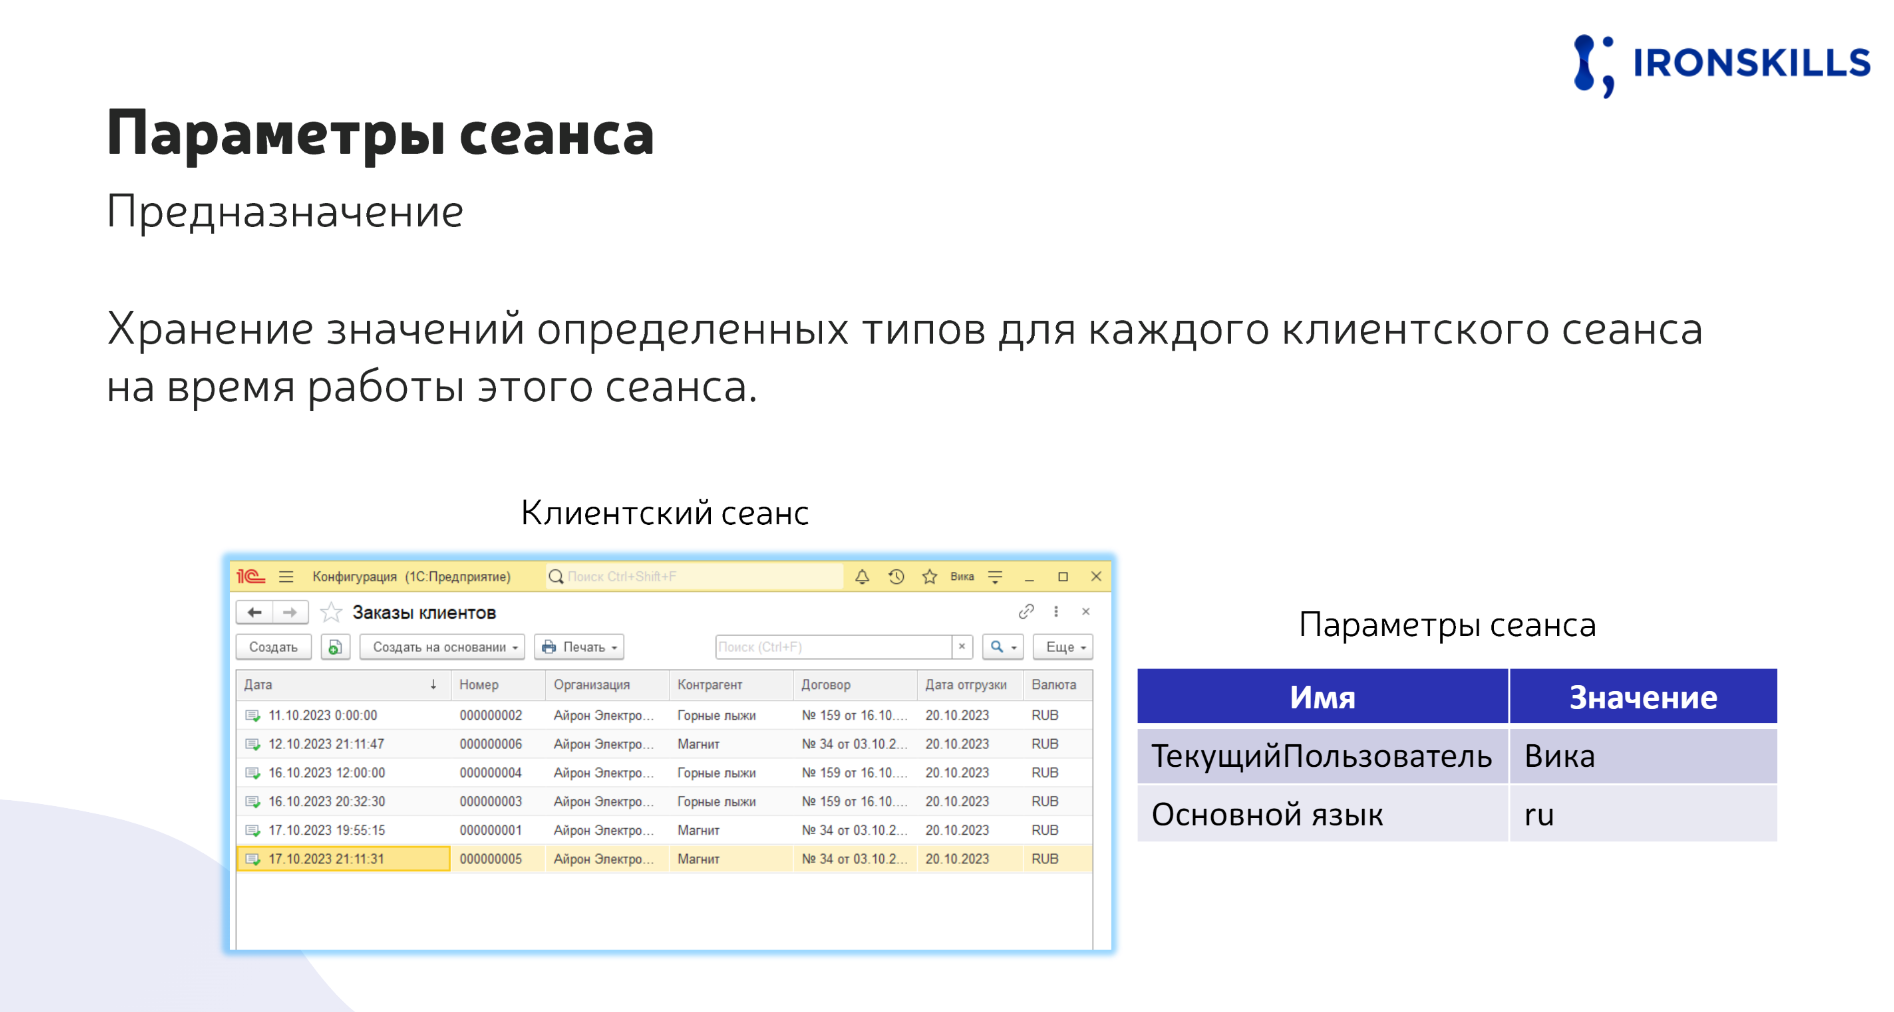 IRONSKILLS
Параметры сеанса
Предназначение
Хранение значений определенных типов для каждого клиентского сеанса
на время работы этого сеанса.
Клиентский сеанс
1С Конфигурация (1С:Предприятие) Поиск Ctrl+Shift+F Вика
Заказы клиентов
Создать Создать на основании Печать Поиск (Ctrl+F) × Еще
Дата ↓ Номер Организация Контрагент Договор Дата отгрузки Валюта
11.10.2023 0:00:00 000000002 Айрон Электро... Горные лыжи № 159 от 16.10.... 20.10.2023 RUB
12.10.2023 21:11:47 000000006 Айрон Электро... Магнит № 34 от 03.10.2... 20.10.2023 RUB
16.10.2023 12:00:00 000000004 Айрон Электро... Горные лыжи № 159 от 16.10.... 20.10.2023 RUB
16.10.2023 20:32:30 000000003 Айрон Электро... Горные лыжи № 159 от 16.10.... 20.10.2023 RUB
17.10.2023 19:55:15 000000001 Айрон Электро... Магнит № 34 от 03.10.2... 20.10.2023 RUB
17.10.2023 21:11:31 000000005 Айрон Электро... Магнит № 34 от 03.10.2... 20.10.2023 RUB
Параметры сеанса
Имя Значение
ТекущийПользователь Вика
Основной язык ru